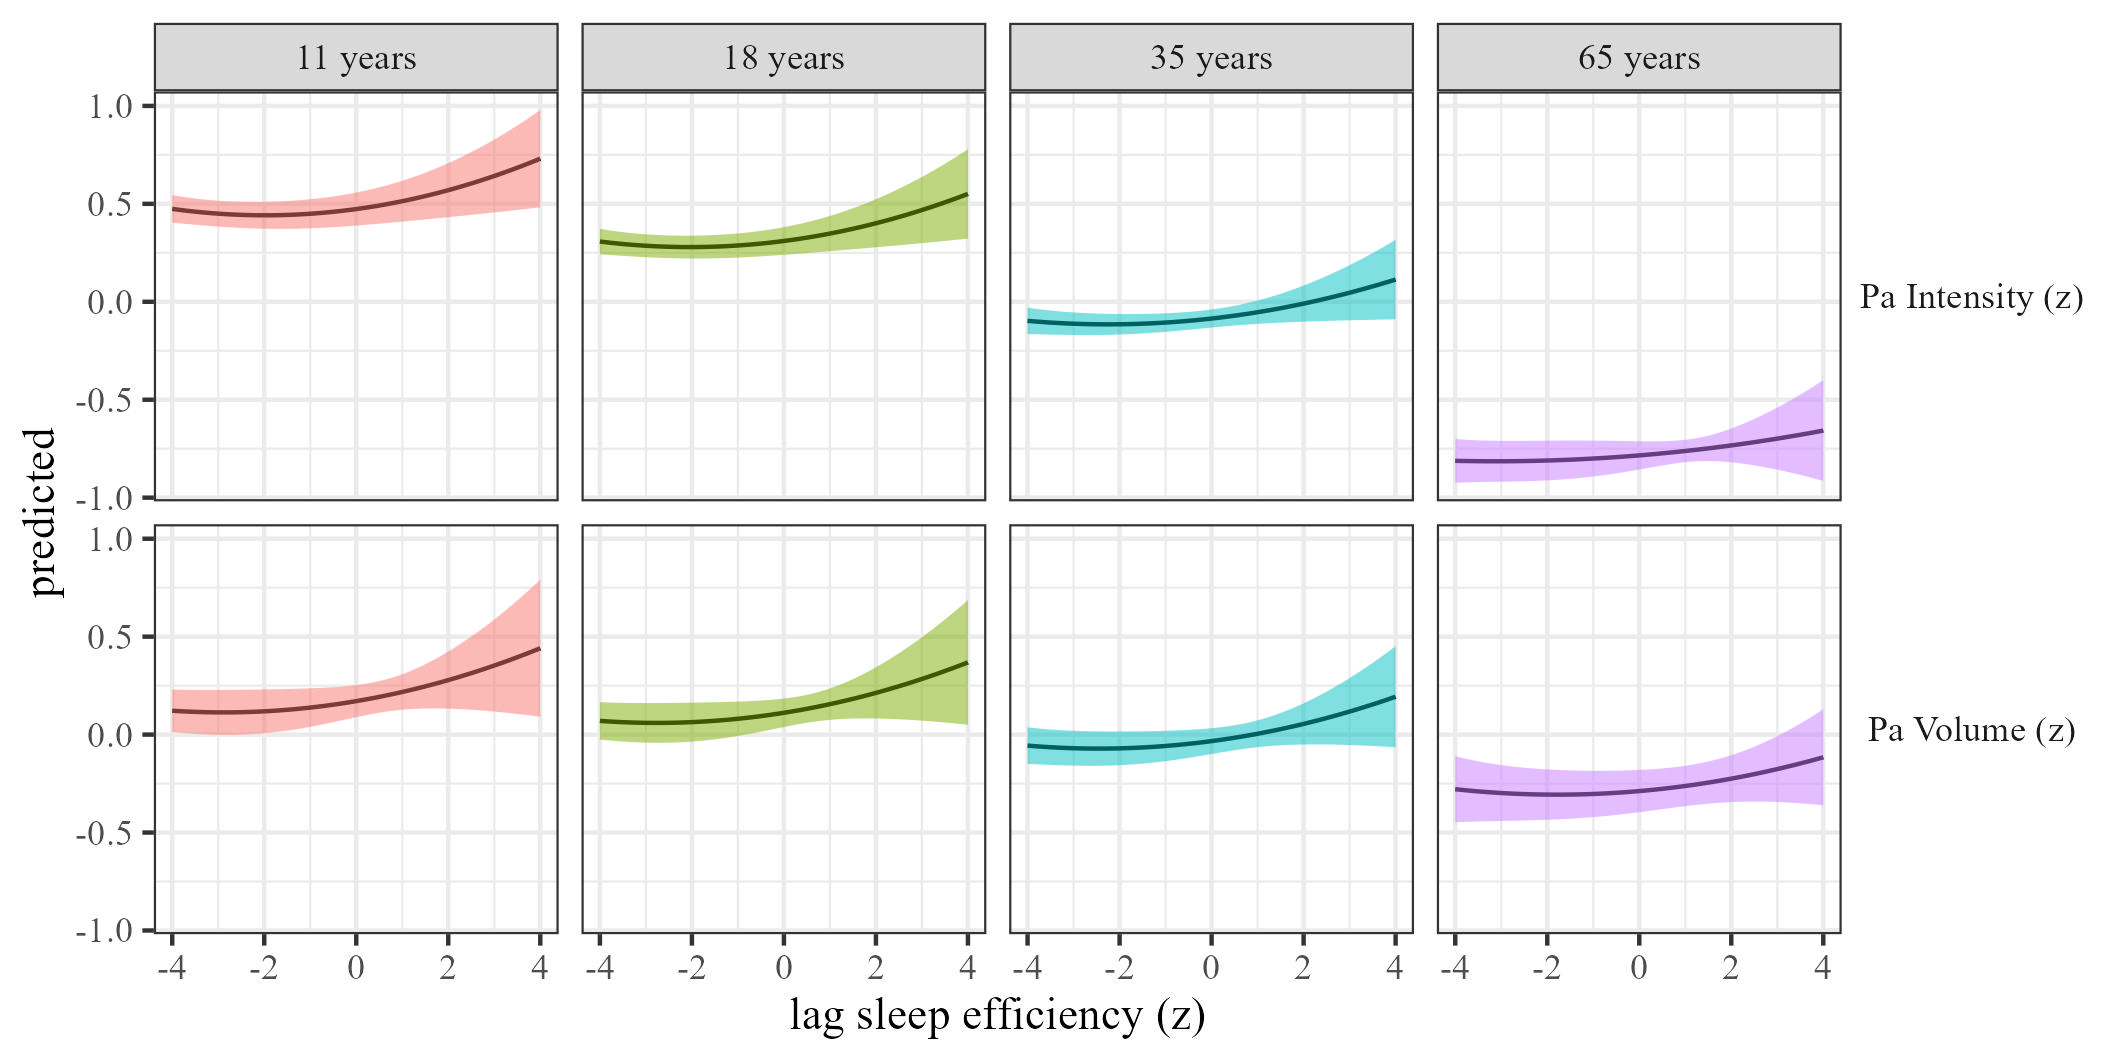 11 years
18 years
35 years
65 years
1.0
0.5
0.0
-0.5
-1.0
Pa Intensity (z)
predicted
1.0
0.5
0.0
-0.5
-1.0
Pa Volume (z)
-4 -2 0 2 4
-4 -2 0 2 4
-4 -2 0 2 4
-4 -2 0 2 4
lag sleep efficiency (z)